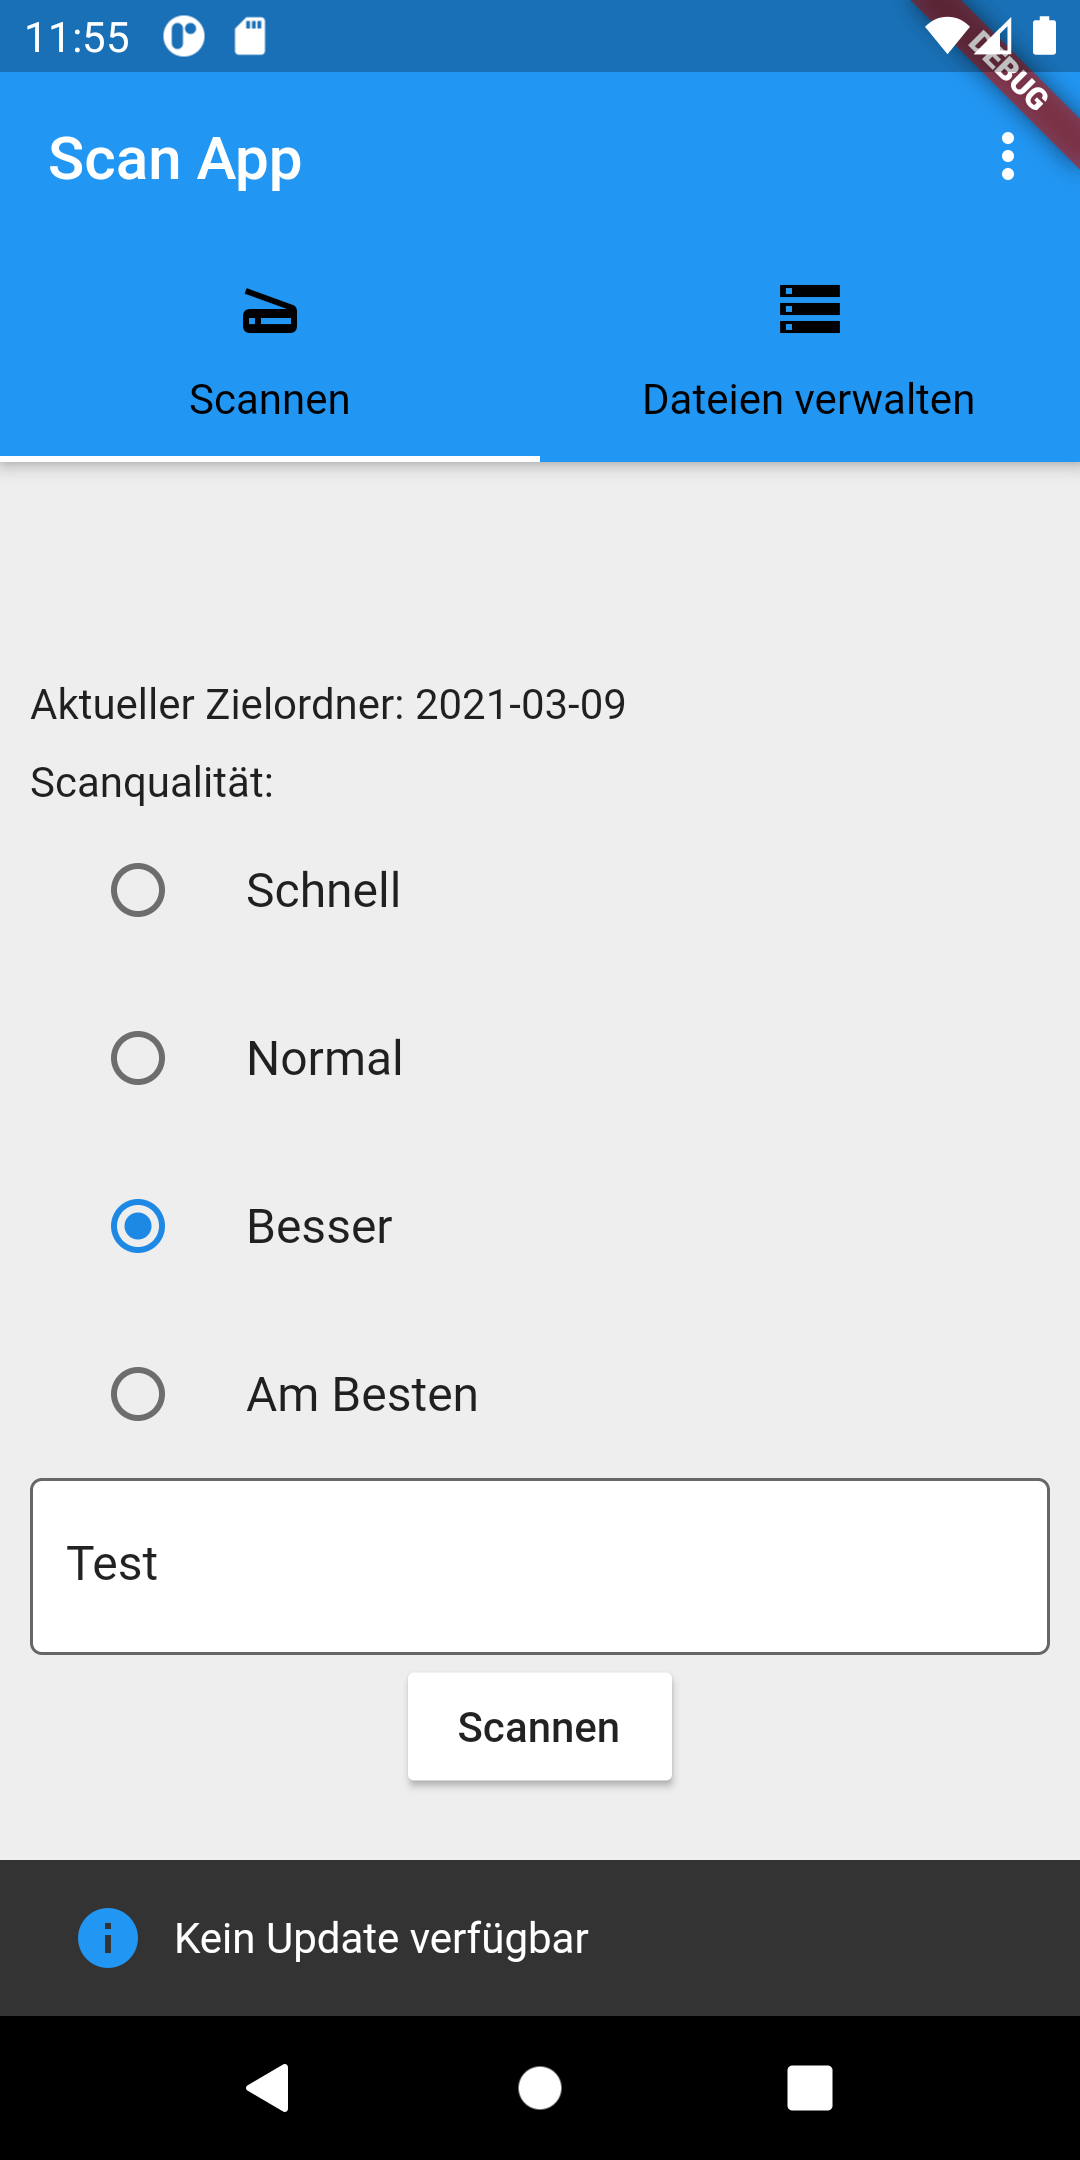 11:55
DEBUG
Scan App
Scannen
Dateien verwalten
Aktueller Zielordner: 2021-03-09
Scanqualität:
Schnell
Normal
Besser
Am Besten
Test
Scannen
Kein Update verfügbar